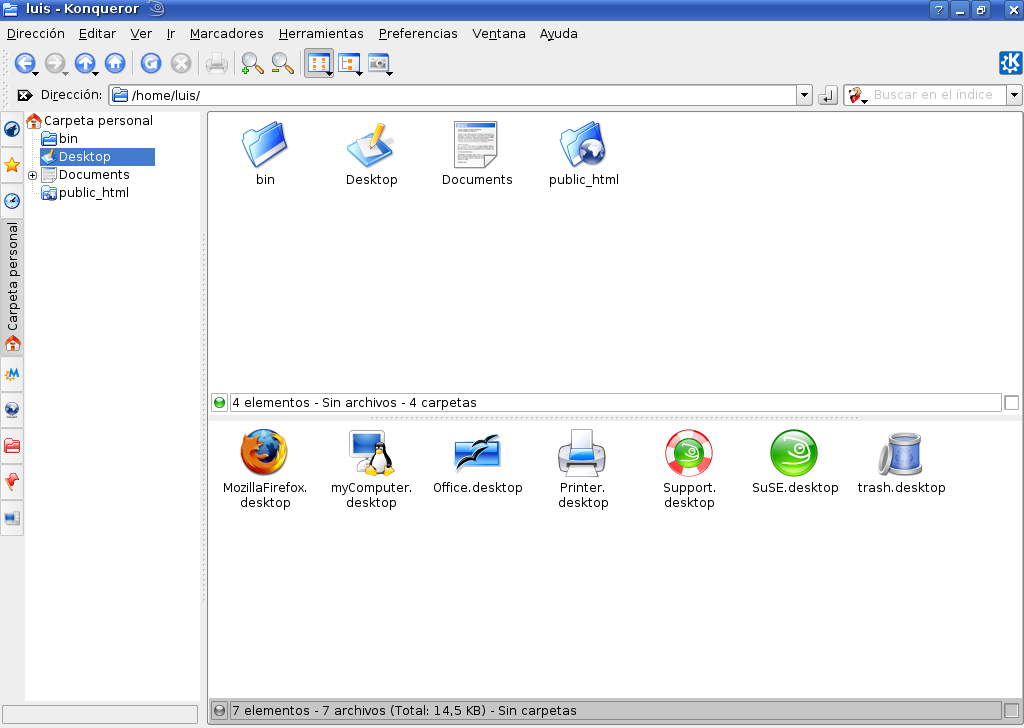 luis - Konqueror
Dirección Editar Ver Ir Marcadores Herramientas Preferencias Ventana Ayuda
Dirección: /home/luis/ Buscar en el índice
Carpeta personal
bin
Desktop
Documents
public_html
Carpeta personal
bin Desktop Documents public_html
4 elementos - Sin archivos - 4 carpetas
MozillaFirefox. myComputer. Office.desktop Printer. Support. SuSE.desktop trash.desktop
desktop desktop desktop desktop
7 elementos - 7 archivos (Total: 14,5 KB) - Sin carpetas